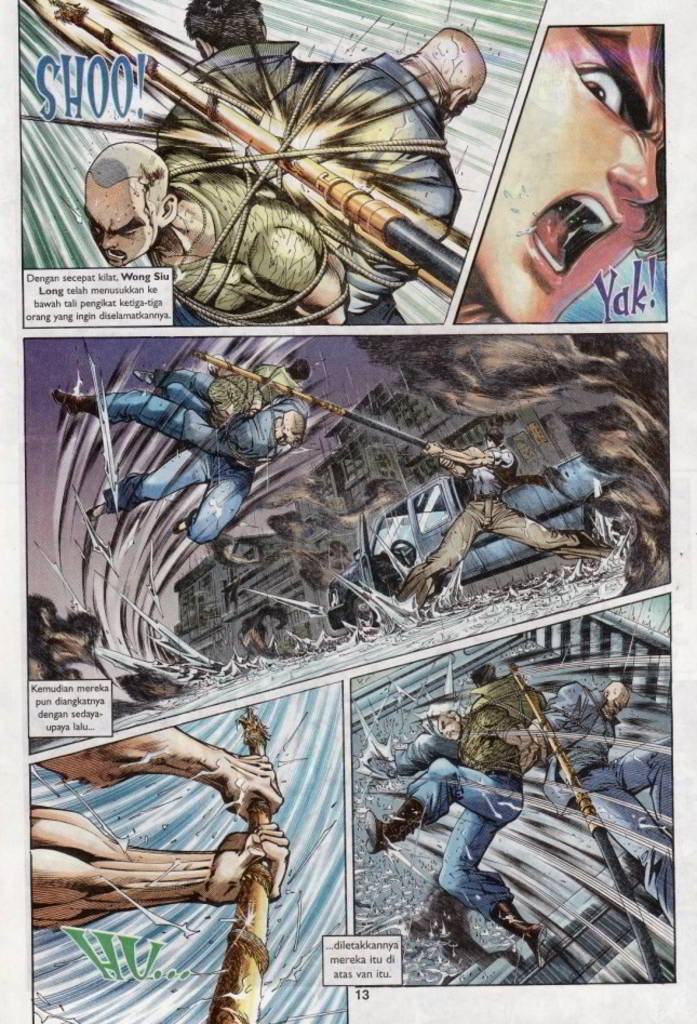 SHOO!
Dengan secepat kilat, Wong Siu
Long telah menusukkan ke
bawah tali pengikat ketiga-tiga
orang yang ingin diselamatkannya.
Yak!
Kemudian mereka
pun diangkatnya
dengan sedaya-
upaya lalu...
HU...
...diletakkannya
mereka itu di
atas van itu.
13